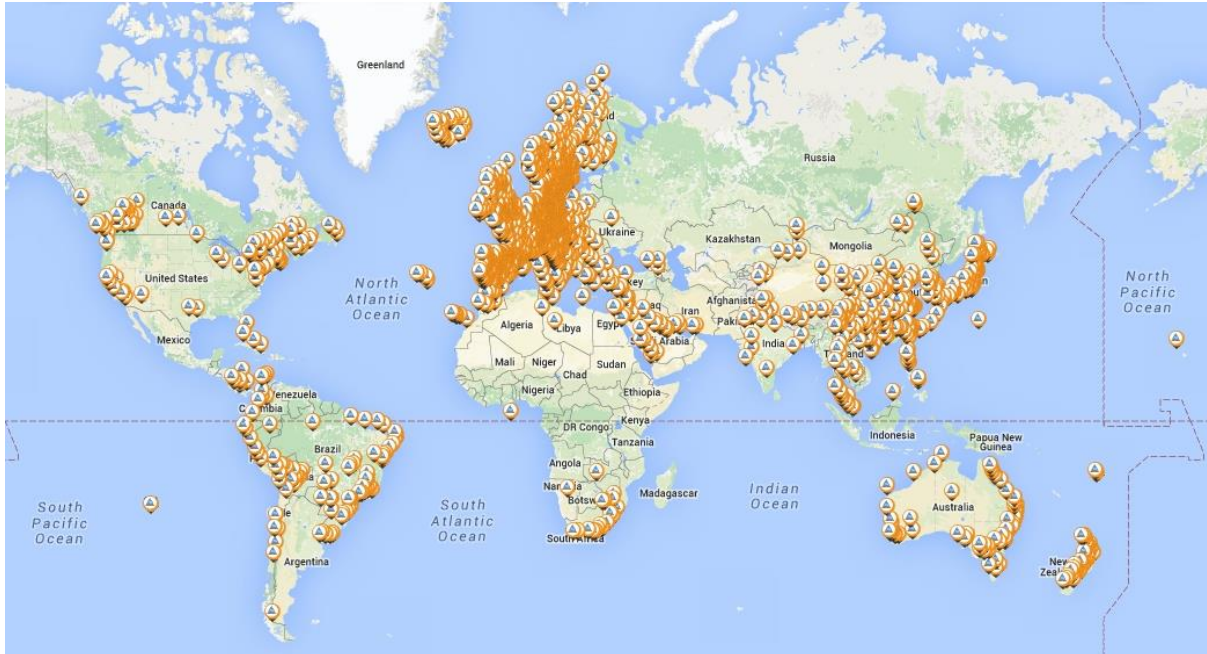 Greenland
Russia
Canada
Ukraine
Kazakhstan
Mongolia
United States
North
Atlantic
Ocean
North
Pacific
Ocean
Afghanistan
Iran
Algeria
Libya
Mexico
India
Mali
Niger
Chad
Sudan
Nigeria
Ethiopia
DR Congo
Kenya
Tanzania
Indonesia
Papua New
Guinea
Brazil
Angola
Madagascar
Indian
Ocean
South
Pacific
Ocean
South
Atlantic
Ocean
Australia
Argentina
South Africa